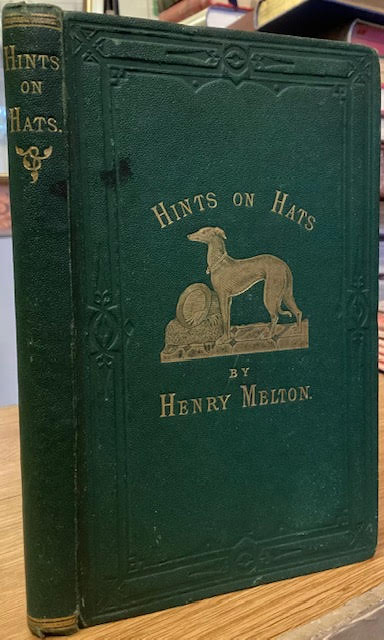 HINTS
ON
HATS.
HINTS ON HATS
BY
HENRY MELTON.